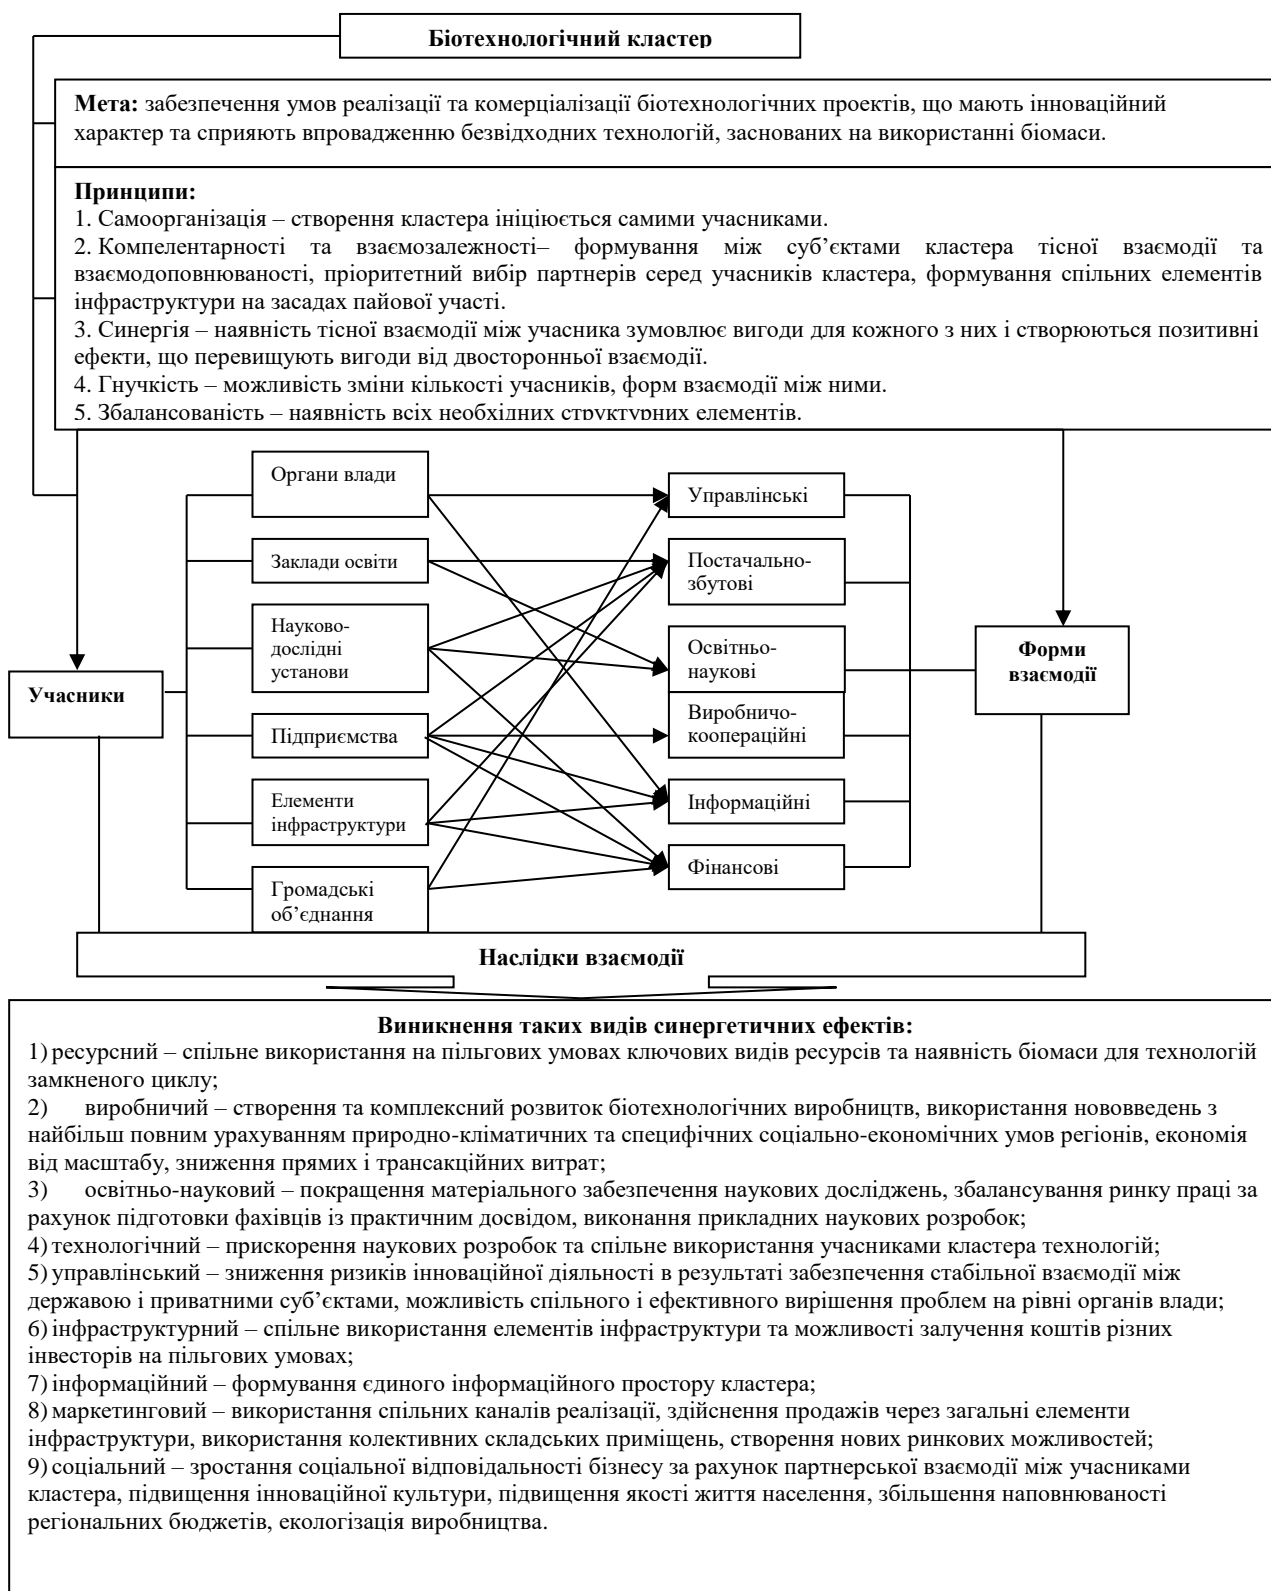 Біотехнологічний кластер
Мета: забезпечення умов реалізації та комерціалізації біотехнологічних проектів, що мають інноваційний
характер та сприяють впровадженню безвідходних технологій, заснованих на використанні біомаси.
Принципи:
1. Самоорганізація – створення кластера ініціюється самими учасниками.
2. Компелентарності та взаємозалежності– формування між суб’єктами кластера тісної взаємодії та
взаємодоповнюваності, пріоритетний вибір партнерів серед учасників кластера, формування спільних елементів
інфраструктури на засадах пайової участі.
3. Синергія – наявність тісної взаємодії між учасника зумовлює вигоди для кожного з них і створюються позитивні
ефекти, що перевищують вигоди від двосторонньої взаємодії.
4. Гнучкість – можливість зміни кількості учасників, форм взаємодії між ними.
5. Збалансованість – наявність всіх необхідних структурних елементів.
Учасники
Органи влади
Заклади освіти
Науково-
дослідні
установи
Підприємства
Елементи
інфраструктури
Громадські
об’єднання
Управлінські
Постачально-
збутові
Освітньо-
наукові
Виробничо-
коопераційні
Інформаційні
Фінансові
Форми
взаємодії
Наслідки взаємодії
Виникнення таких видів синергетичних ефектів:
1) ресурсний – спільне використання на пільгових умовах ключових видів ресурсів та наявність біомаси для технологій
замкненого циклу;
2) виробничий – створення та комплексний розвиток біотехнологічних виробництв, використання нововведень з
найбільш повним урахуванням природно-кліматичних та специфічних соціально-економічних умов регіонів, економія
від масштабу, зниження прямих і трансакційних витрат;
3) освітньо-науковий – покращення матеріального забезпечення наукових досліджень, збалансування ринку праці за
рахунок підготовки фахівців із практичним досвідом, виконання прикладних наукових розробок;
4) технологічний – прискорення наукових розробок та спільне використання учасниками кластера технологій;
5) управлінський – зниження ризиків інноваційної діяльності в результаті забезпечення стабільної взаємодії між
державою і приватними суб’єктами, можливість спільного і ефективного вирішення проблем на рівні органів влади;
6) інфраструктурний – спільне використання елементів інфраструктури та можливості залучення коштів різних
інвесторів на пільгових умовах;
7) інформаційний – формування єдиного інформаційного простору кластера;
8) маркетинговий – використання спільних каналів реалізації, здійснення продажів через загальні елементи
інфраструктури, використання колективних складських приміщень, створення нових ринкових можливостей;
9) соціальний – зростання соціальної відповідальності бізнесу за рахунок партнерської взаємодії між учасниками
кластера, підвищення інноваційної культури, підвищення якості життя населення, збільшення наповнюваності
регіональних бюджетів, екологізація виробництва.